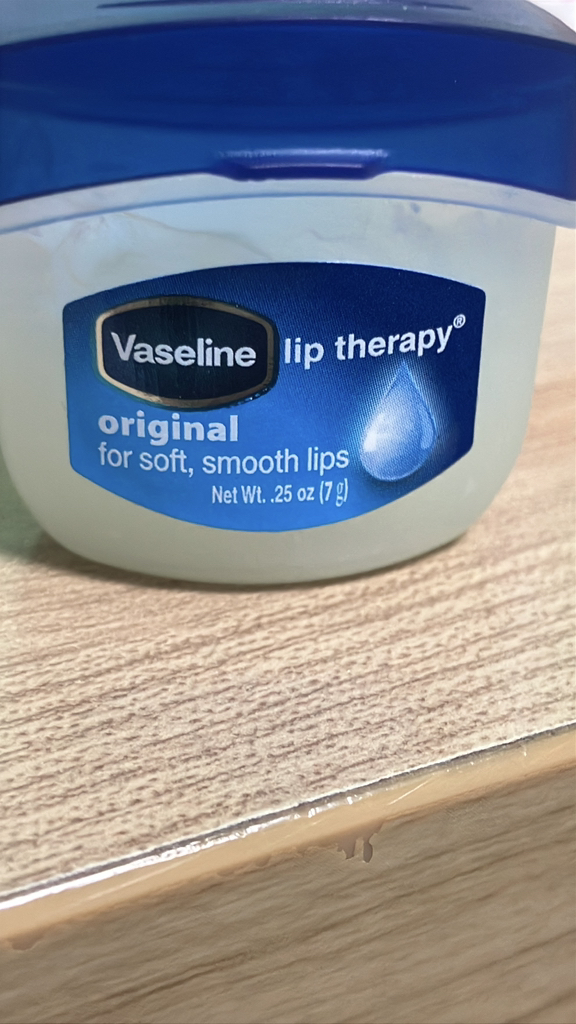 Vaseline lip therapy®
original
for soft, smooth lips
Net Wt. .25 oz (7 g)